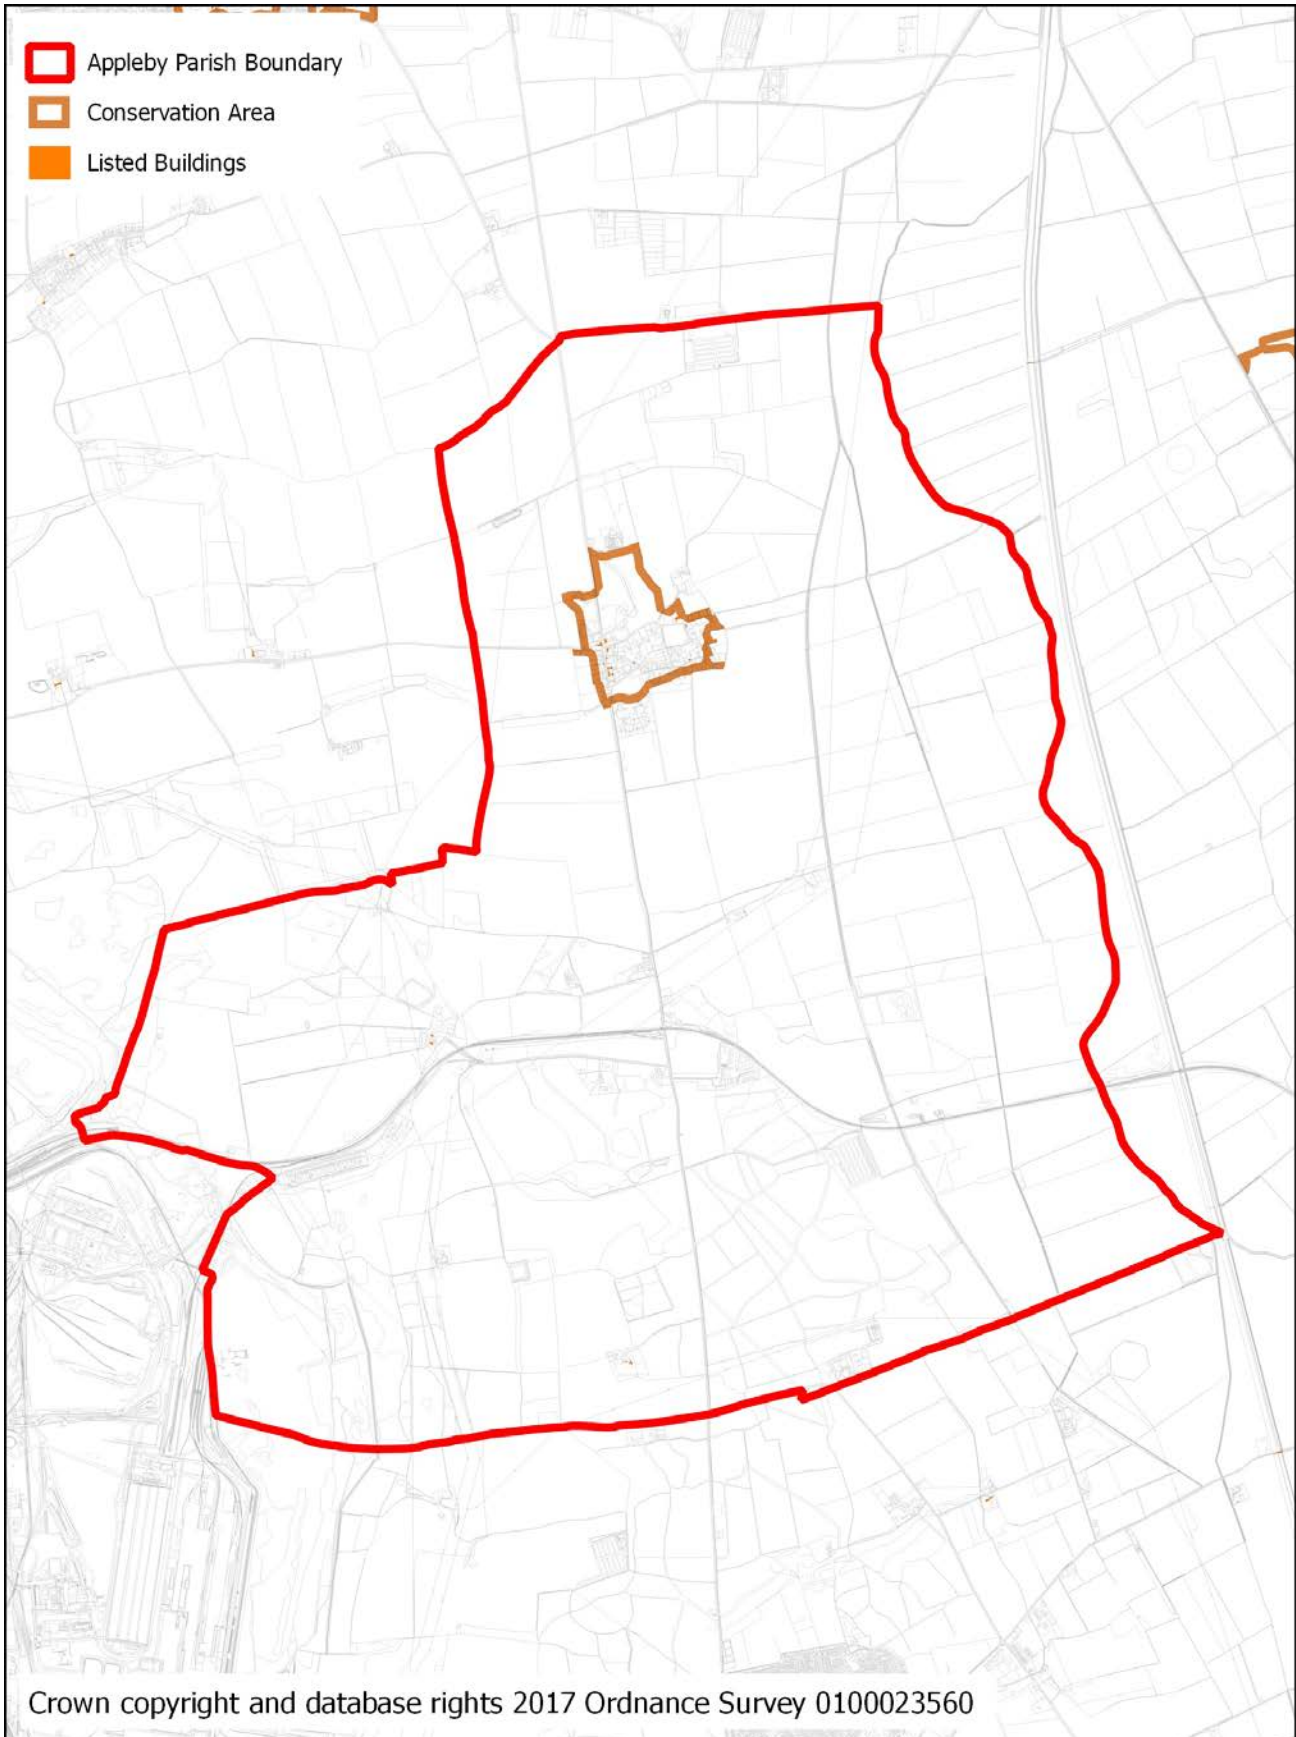 Appleby Parish Boundary
Conservation Area
Listed Buildings
Crown copyright and database rights 2017 Ordnance Survey 0100023560